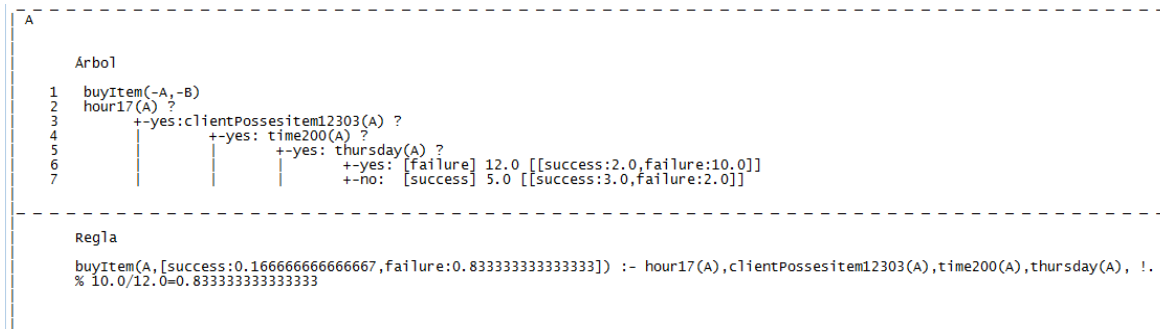 A
Árbol
1 buyItem(-A,-B)
2 hour17(A) ?
3 +-yes:clientPossesitem12303(A) ?
4 | +-yes: time200(A) ?
5 | | +-yes: thursday(A) ?
6 | | | +-yes: [failure] 12.0 [[success:2.0,failure:10.0]]
7 | | | +-no: [success] 5.0 [[success:3.0,failure:2.0]]
Regla
buyItem(A,[success:0.166666666666667,failure:0.833333333333333]) :- hour17(A),clientPossesitem12303(A),time200(A),thursday(A), !.
% 10.0/12.0=0.833333333333333